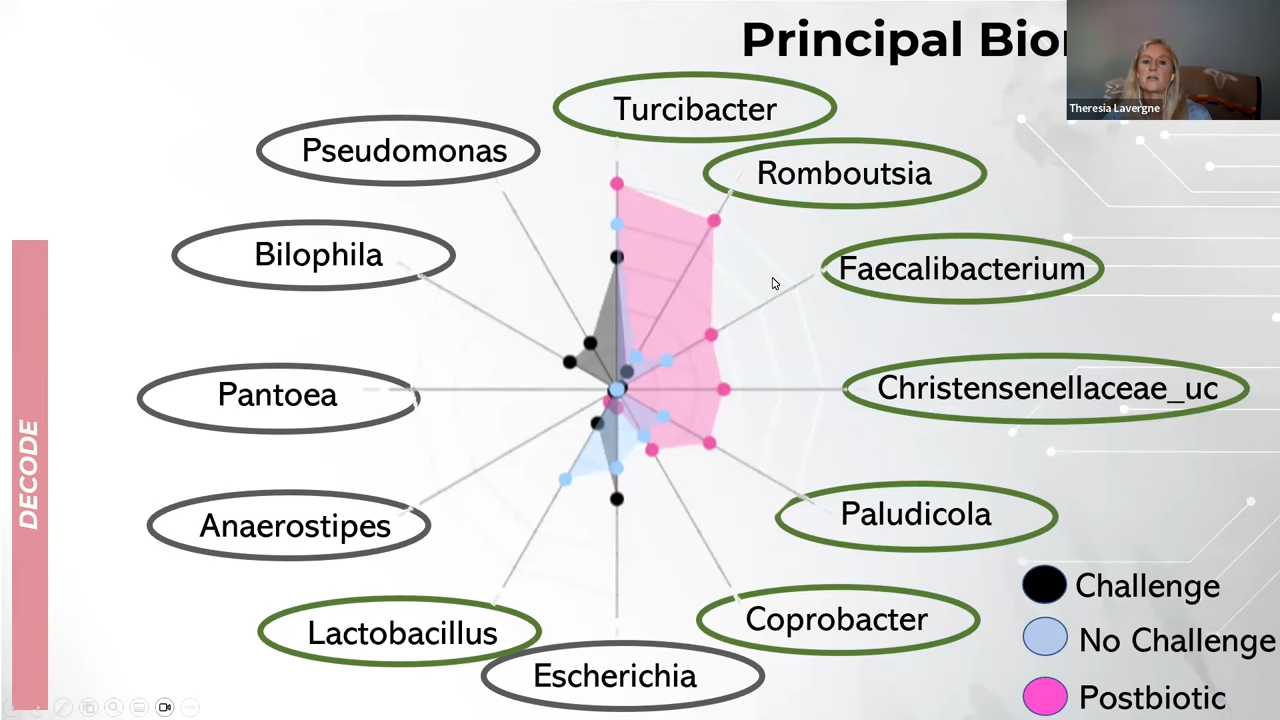 Principal Bio
Theresia Lavergne
Turcibacter
Pseudomonas
Romboutsia
Bilophila
Faecalibacterium
Pantoea
Christensenellaceae_uc
DECODE
Anaerostipes
Paludicola
Lactobacillus
Coprobacter
Escherichia
Challenge
No Challenge
Postbiotic